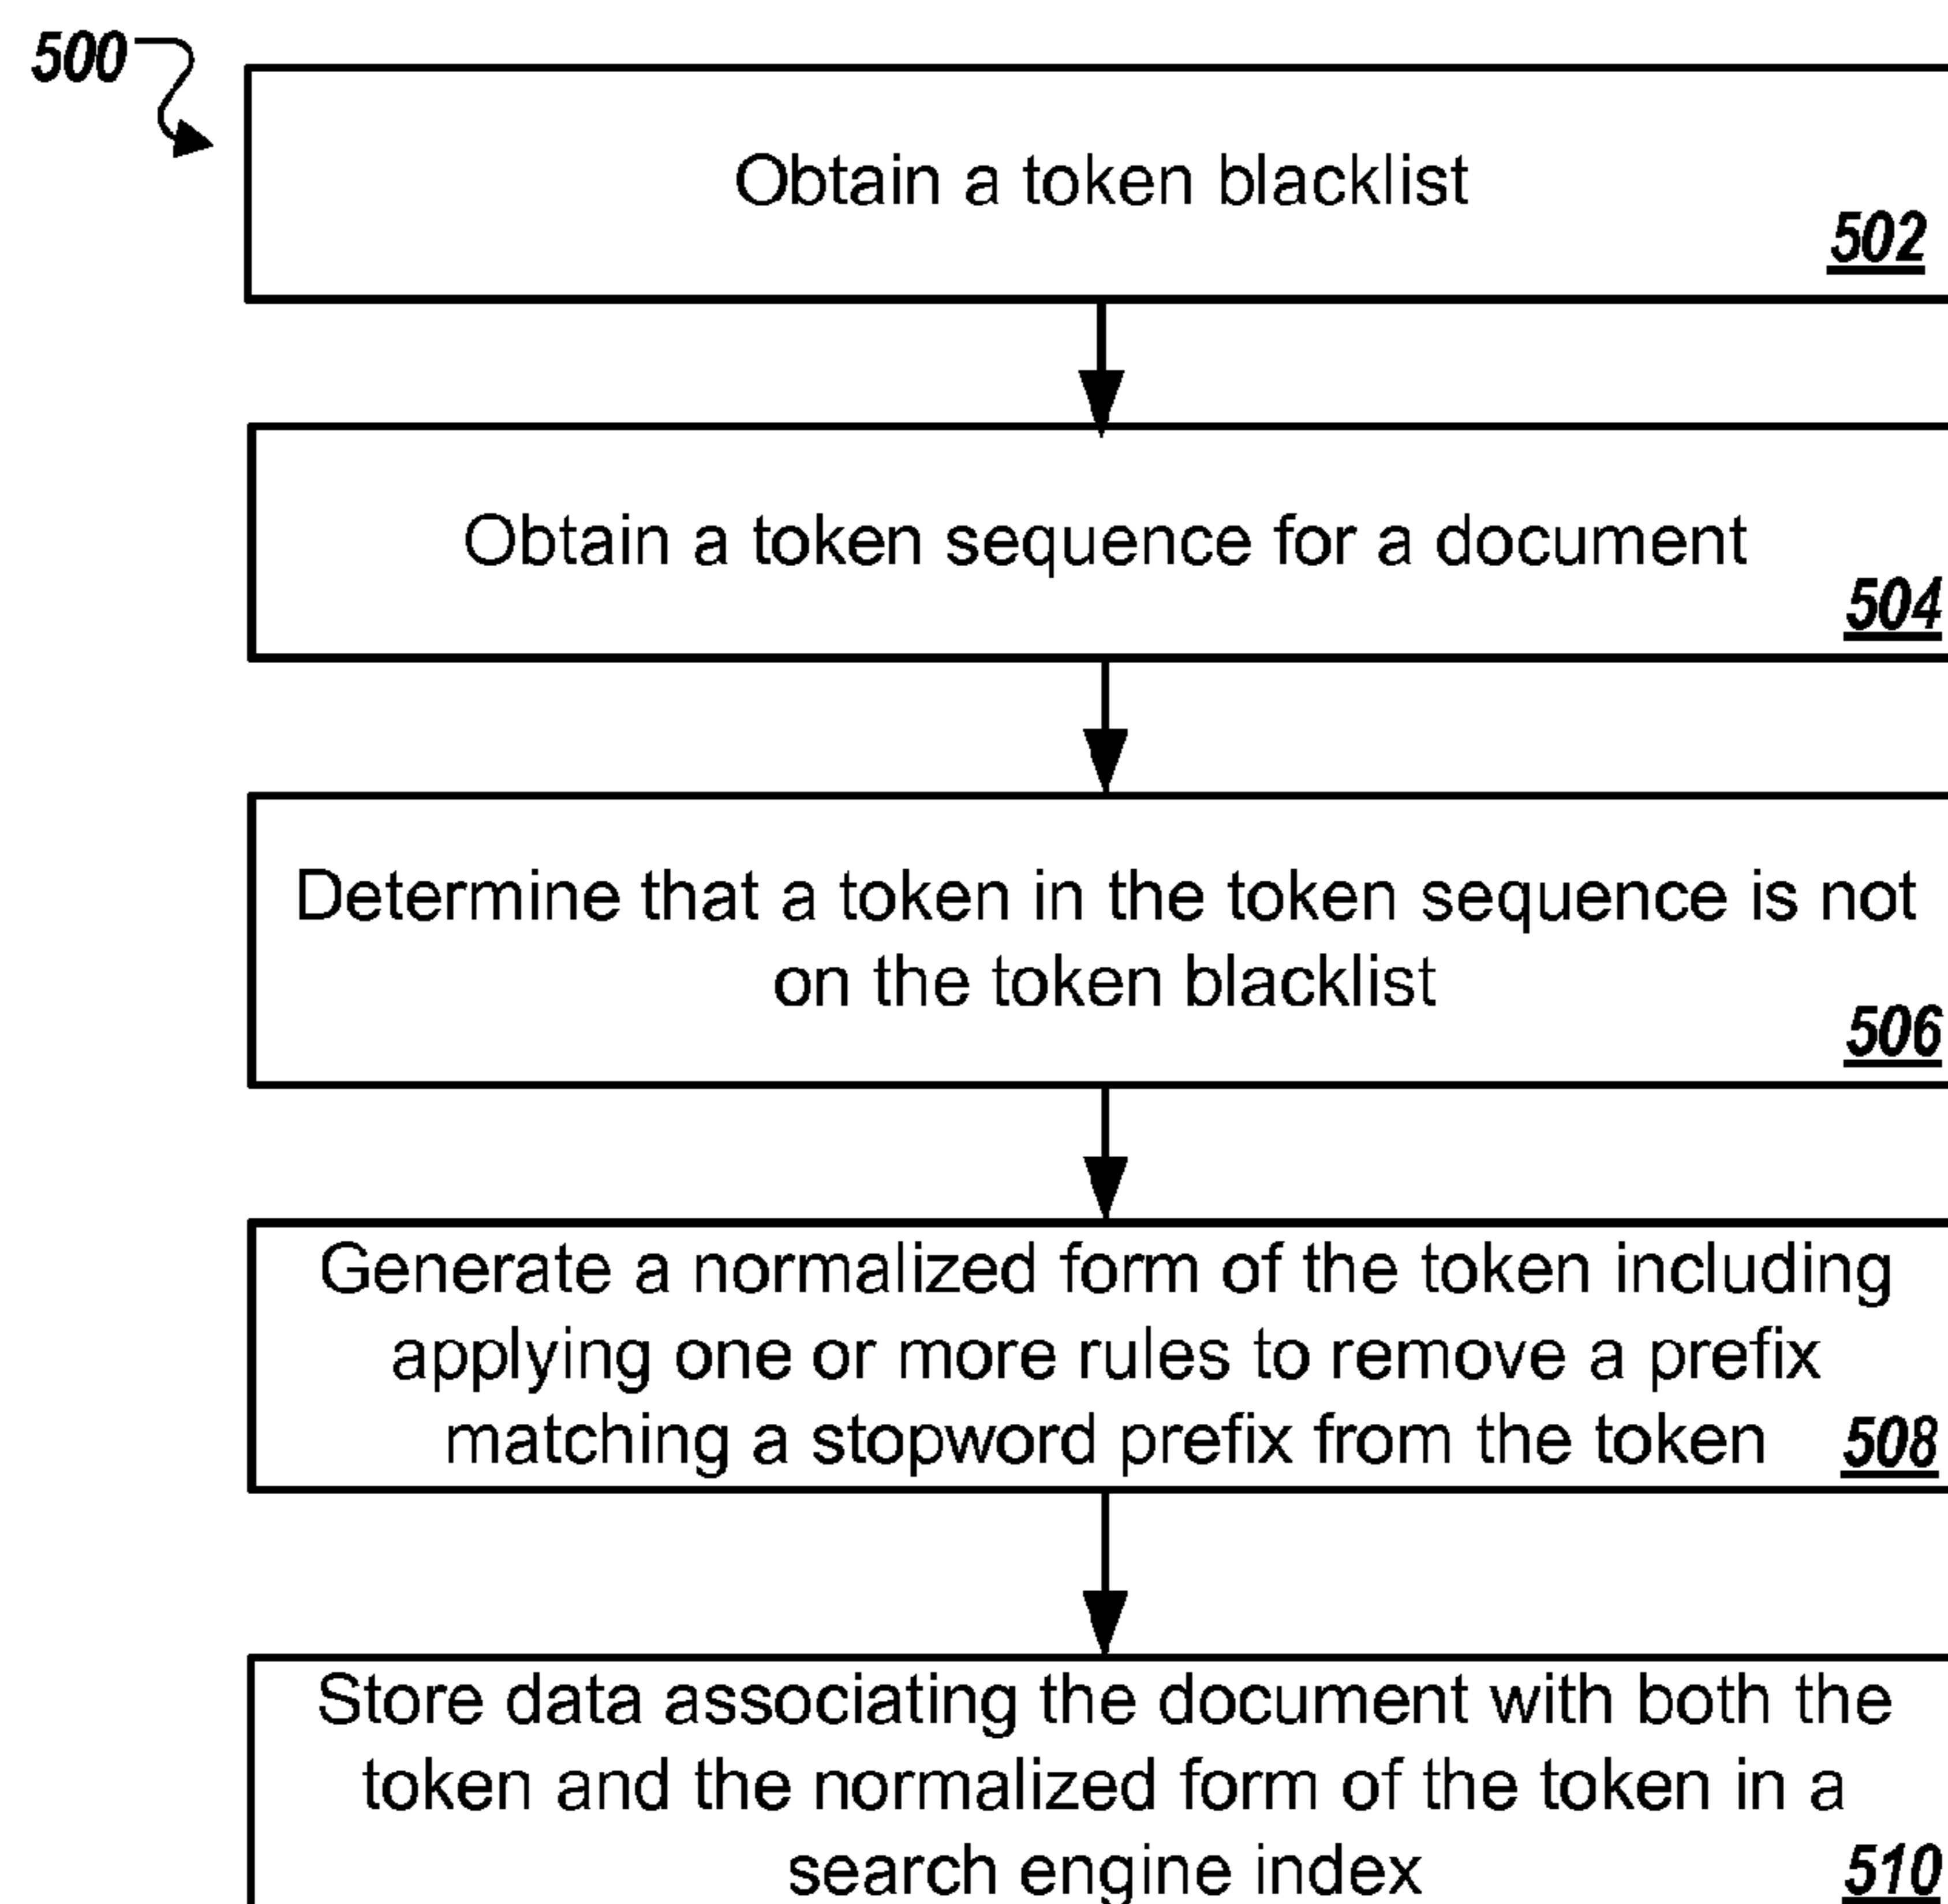 500
Obtain a token blacklist
502
Obtain a token sequence for a document
504
Determine that a token in the token sequence is not
on the token blacklist
506
Generate a normalized form of the token including
applying one or more rules to remove a prefix
matching a stopword prefix from the token 508
Store data associating the document with both the
token and the normalized form of the token in a
search engine index 510